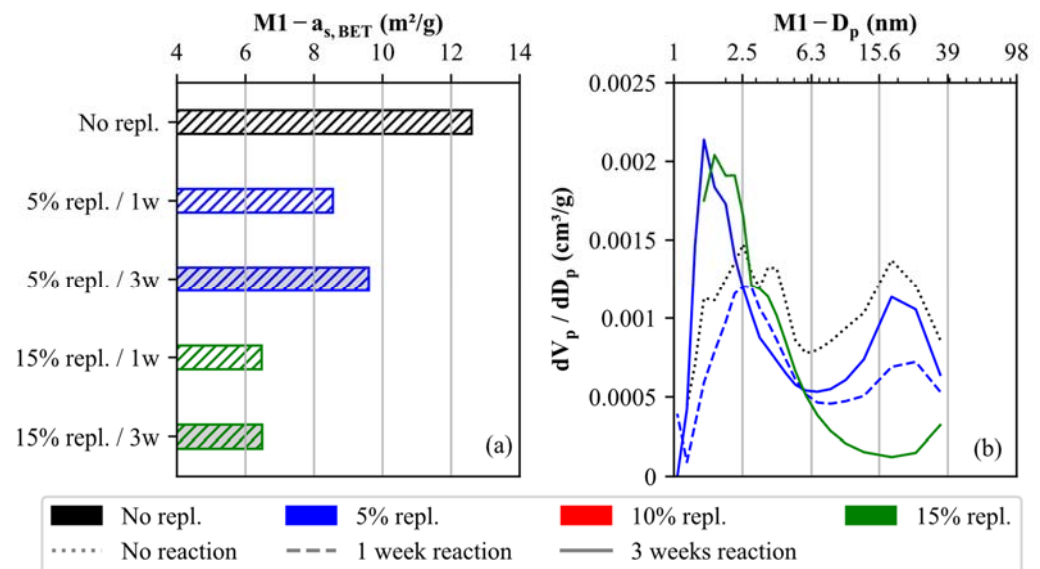 M1 − a_s, BET (m²/g)
4 6 8 10 12 14
No repl.
5% repl. / 1w
5% repl. / 3w
15% repl. / 1w
15% repl. / 3w
(a)
M1 − D_p (nm)
1 2.5 6.3 15.6 39 98
dV_p / dD_p (cm³/g)
0.0025
0.002
0.0015
0.001
0.0005
0
(b)
No repl. 5% repl. 10% repl. 15% repl.
No reaction 1 week reaction 3 weeks reaction